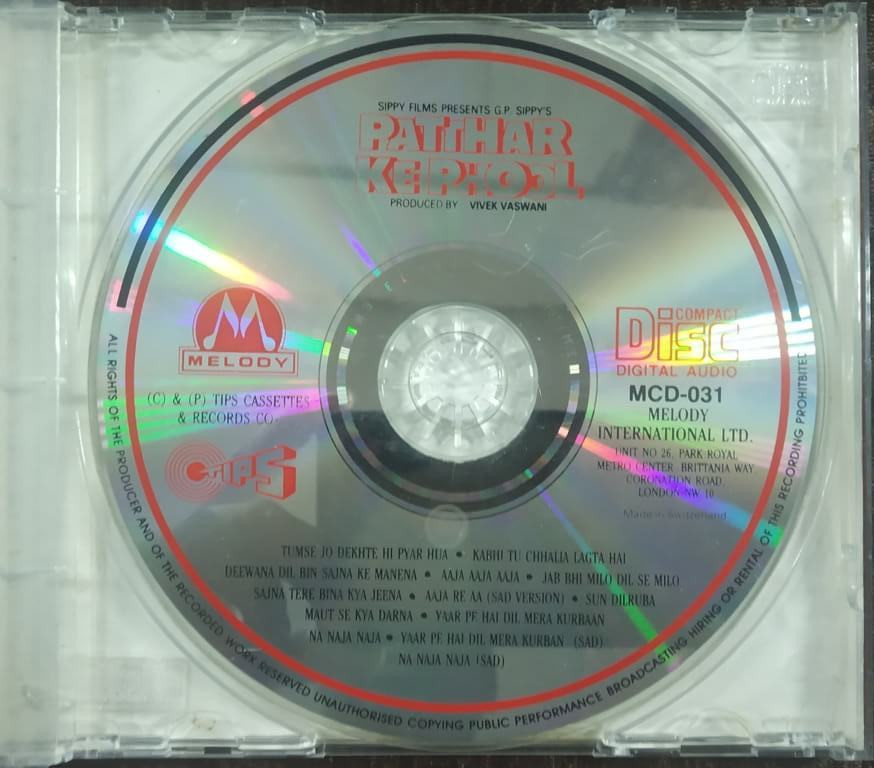 SIPPY FILMS PRESENTS G.P. SIPPY'S
PATTHAR
KE PHOOL
PRODUCED BY VIVEK VASWANI
MELODY
(C) & (P) TIPS CASSETTES
& RECORDS CO.
TIPS
COMPACT
DISC
DIGITAL AUDIO
MCD-031
MELODY
INTERNATIONAL LTD.
UNIT NO 26, PARK ROYAL
METRO CENTER, BRITTANIA WAY
CORONATION ROAD,
LONDON NW 10
Made in Switzerland
TUMSE JO DEKHTE HI PYAR HUA • KABHI TU CHHALIA LAGTA HAI
DEEWANA DIL BIN SAJNA KE MANENA • AAJA AAJA AAJA • JAB BHI MILO DIL SE MILO
SAJNA TERE BINA KYA JEENA • AAJA RE AA (SAD VERSION) • SUN DILRUBA
MAUT SE KYA DARNA • YAAR PE HAI DIL MERA KURBAAN
NA NAJA NAJA • YAAR PE HAI DIL MERA KURBAN (SAD)
NA NAJA NAJA (SAD)
ALL RIGHTS OF THE PRODUCER AND OF THE RECORDED WORK RESERVED UNAUTHORISED COPYING PUBLIC PERFORMANCE BROADCASTING HIRING OR RENTAL OF THIS RECORDING PROHITBITED